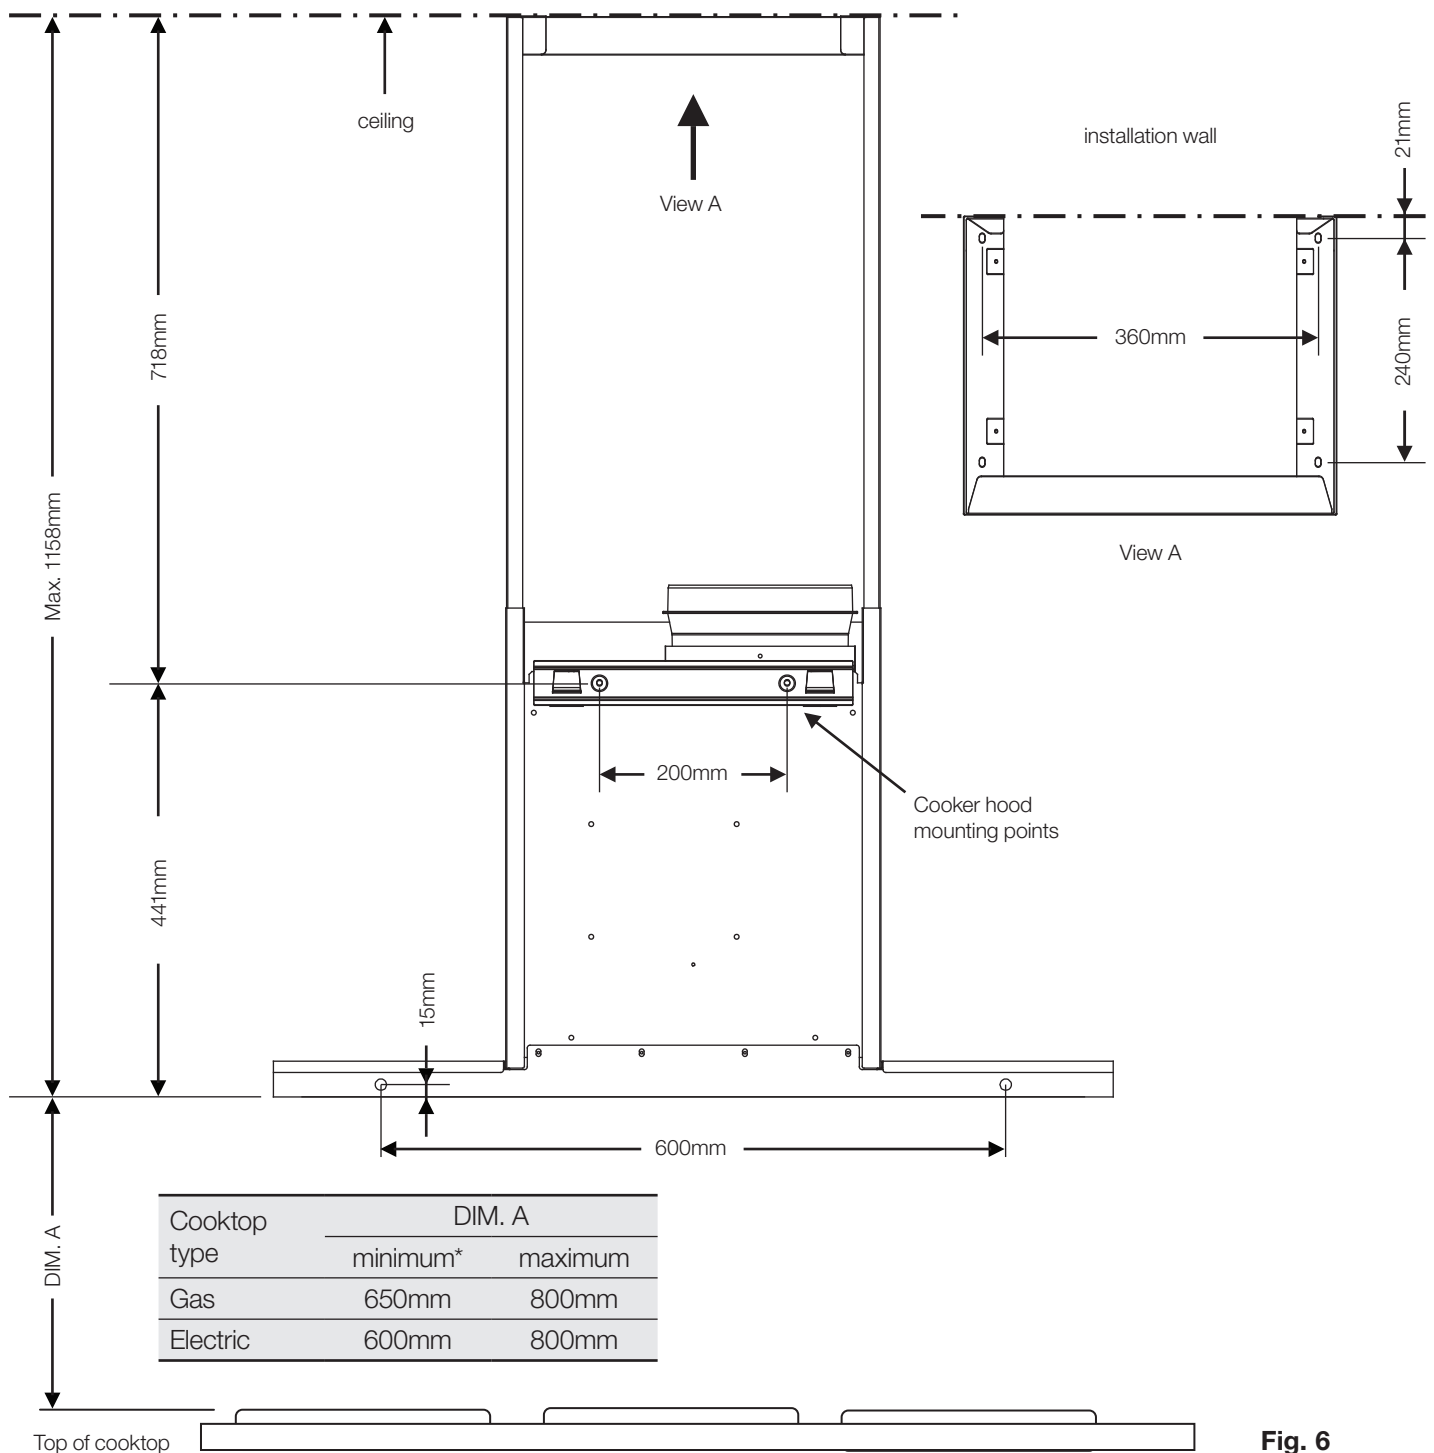 ceiling
View A
installation wall
21mm
718mm
360mm
240mm
Max. 1158mm
View A
200mm
Cooker hood
mounting points
441mm
15mm
600mm
DIM. A
Cooktop type DIM. A
minimum* maximum
Gas 650mm 800mm
Electric 600mm 800mm
Top of cooktop
Fig. 6